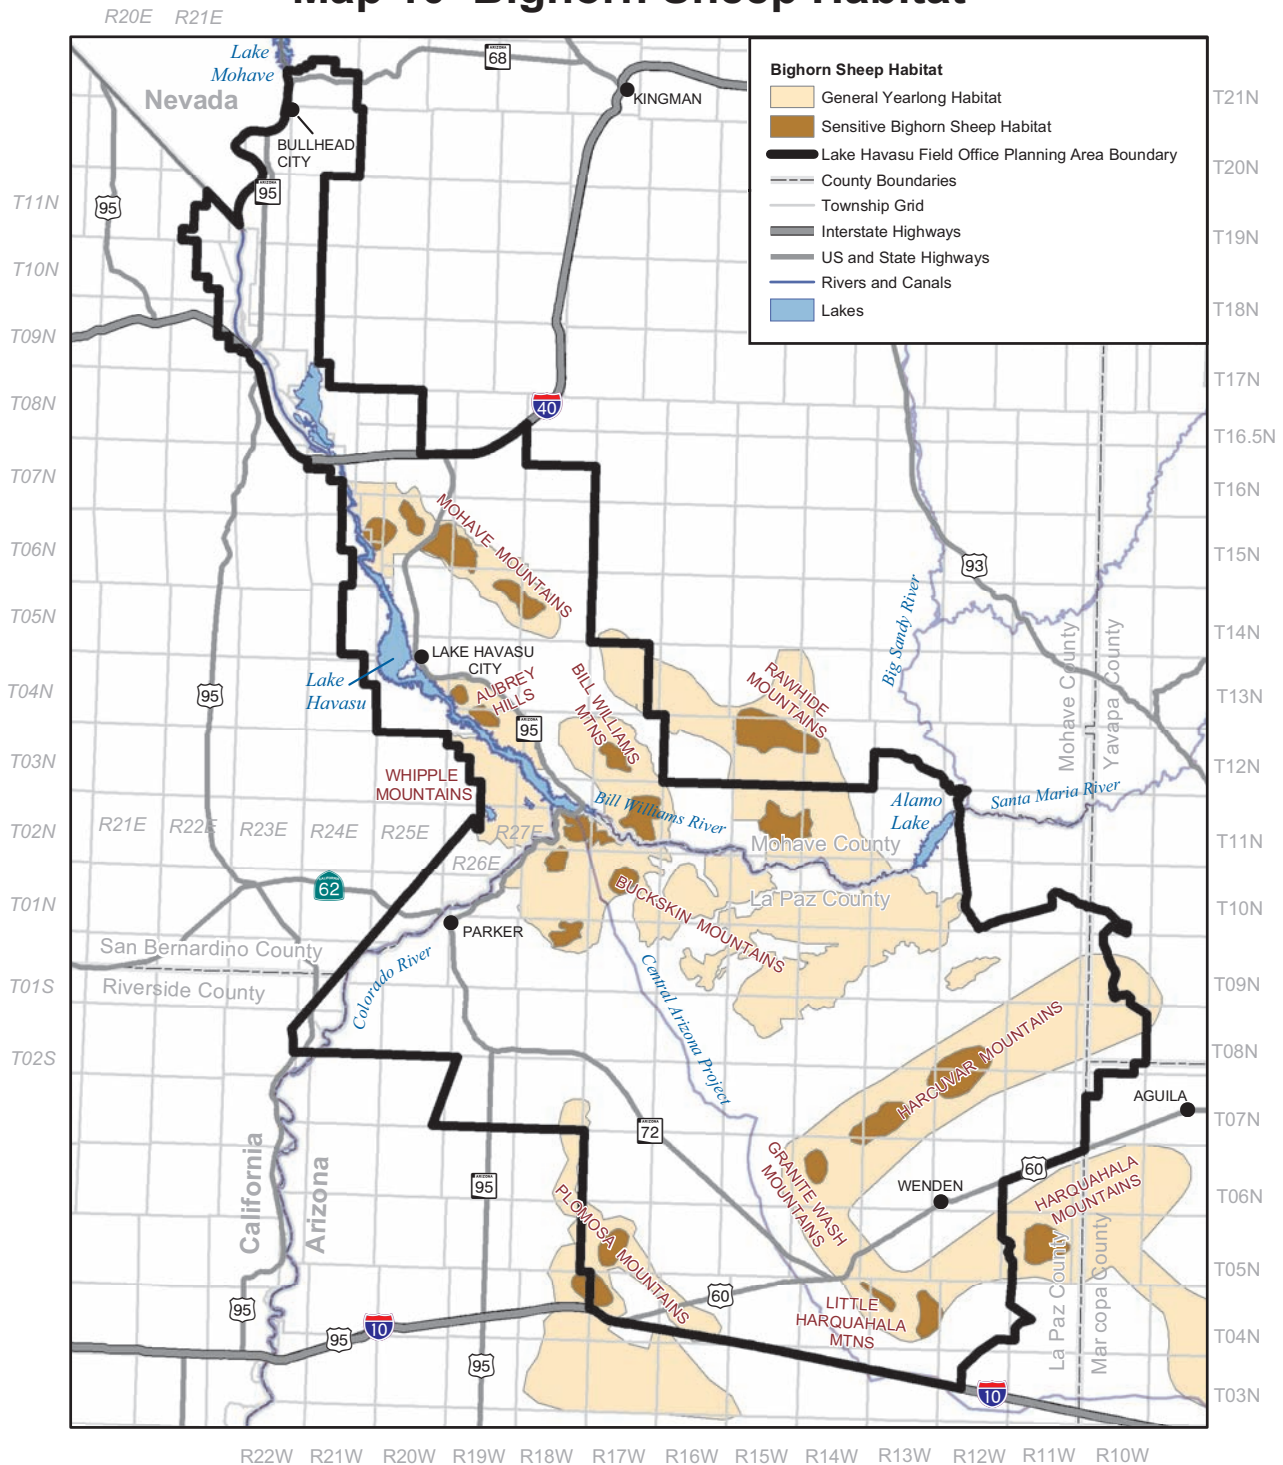 Map 10 Bighorn Sheep Habitat
R20E R21E
Lake
Mohave
Nevada
68
KINGMAN
BULLHEAD
CITY
95
95
Bighorn Sheep Habitat
General Yearlong Habitat
Sensitive Bighorn Sheep Habitat
Lake Havasu Field Office Planning Area Boundary
County Boundaries
Township Grid
Interstate Highways
US and State Highways
Rivers and Canals
Lakes
T11N
T10N
T09N
T08N
T07N
T06N
T05N
T04N
T03N
T02N
T01N
T01S
T02S
T21N
T20N
T19N
T18N
T17N
T16.5N
T16N
T15N
T14N
T13N
T12N
T11N
T10N
T09N
T08N
T07N
T06N
T05N
T04N
T03N
40
93
MOHAVE MOUNTAINS
Big Sandy River
Mohave County
Yavapa County
LAKE HAVASU
CITY
Lake
Havasu
95
AUBREY
HILLS
95
BILL WILLIAMS
MTNS
RAWHIDE
MOUNTAINS
WHIPPLE
MOUNTAINS
Bill Williams River
Alamo
Lake
Santa Maria River
R21E R22E R23E R24E R25E R27E
R26E
Mohave County
La Paz County
62
BUCKSKIN MOUNTAINS
PARKER
San Bernardino County
Riverside County
Colorado River
Central Arizona Project
HARCUVAR MOUNTAINS
AGUILA
72
California
Arizona
95
GRANITE WASH
MOUNTAINS
WENDEN
60
HARQUAHALA
MOUNTAINS
PLOMOSA MOUNTAINS
La Paz County
Mar copa County
60
LITTLE
HARQUAHALA
MTNS
95
95
10
95
10
R22W R21W R20W R19W R18W R17W R16W R15W R14W R13W R12W R11W R10W